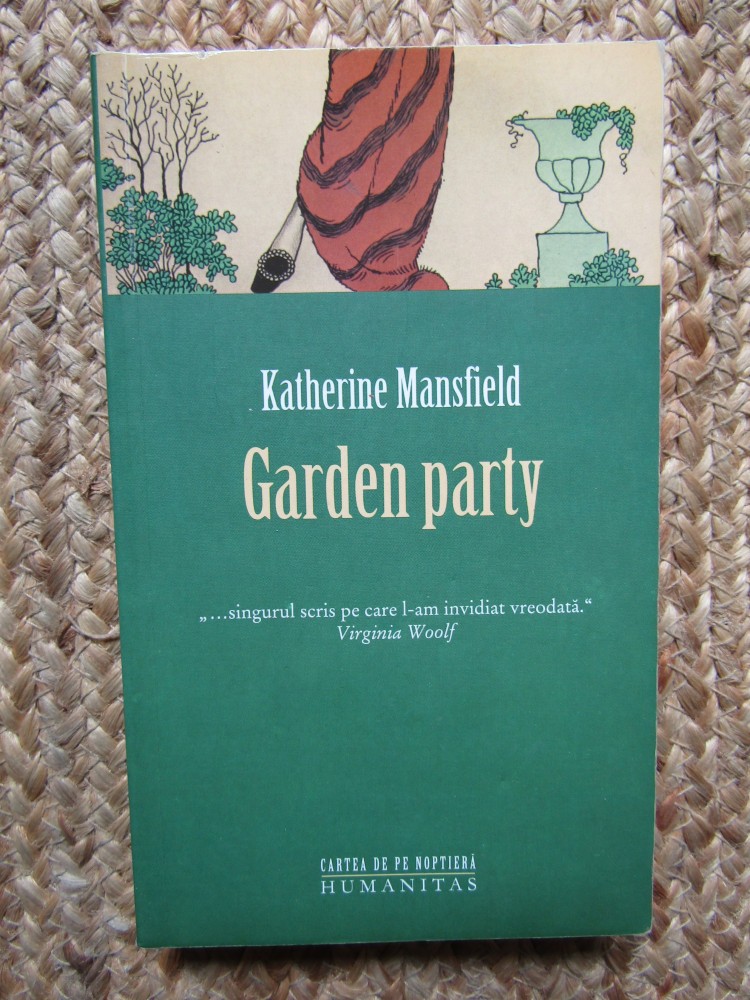 Katherine Mansfield
Garden party
„...singurul scris pe care l-am invidiat vreodată.“
Virginia Woolf
CARTEA DE PE NOPTIERĂ
HUMANITAS